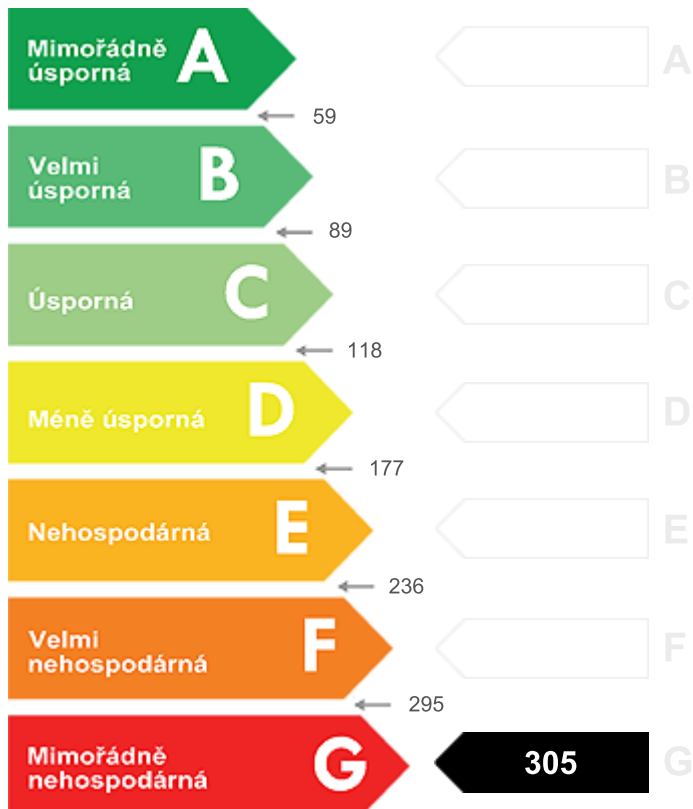 Mimořádně
úsporná
A
A
59
Velmi
úsporná
B
B
89
Úsporná
C
C
118
Méně úsporná
D
D
177
Nehospodárná
E
E
236
Velmi
nehospodárná
F
F
295
Mimořádně
nehospodárná
G
305
G